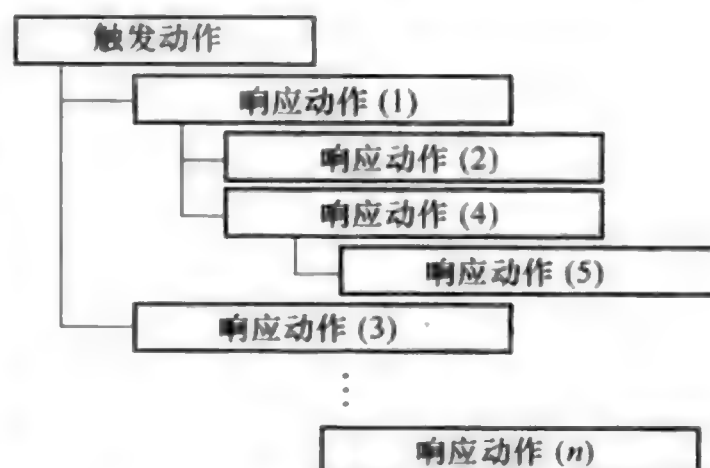 触发动作
响应动作 (1)
响应动作 (2)
响应动作 (4)
响应动作 (5)
响应动作 (3)
⋮
响应动作 (n)